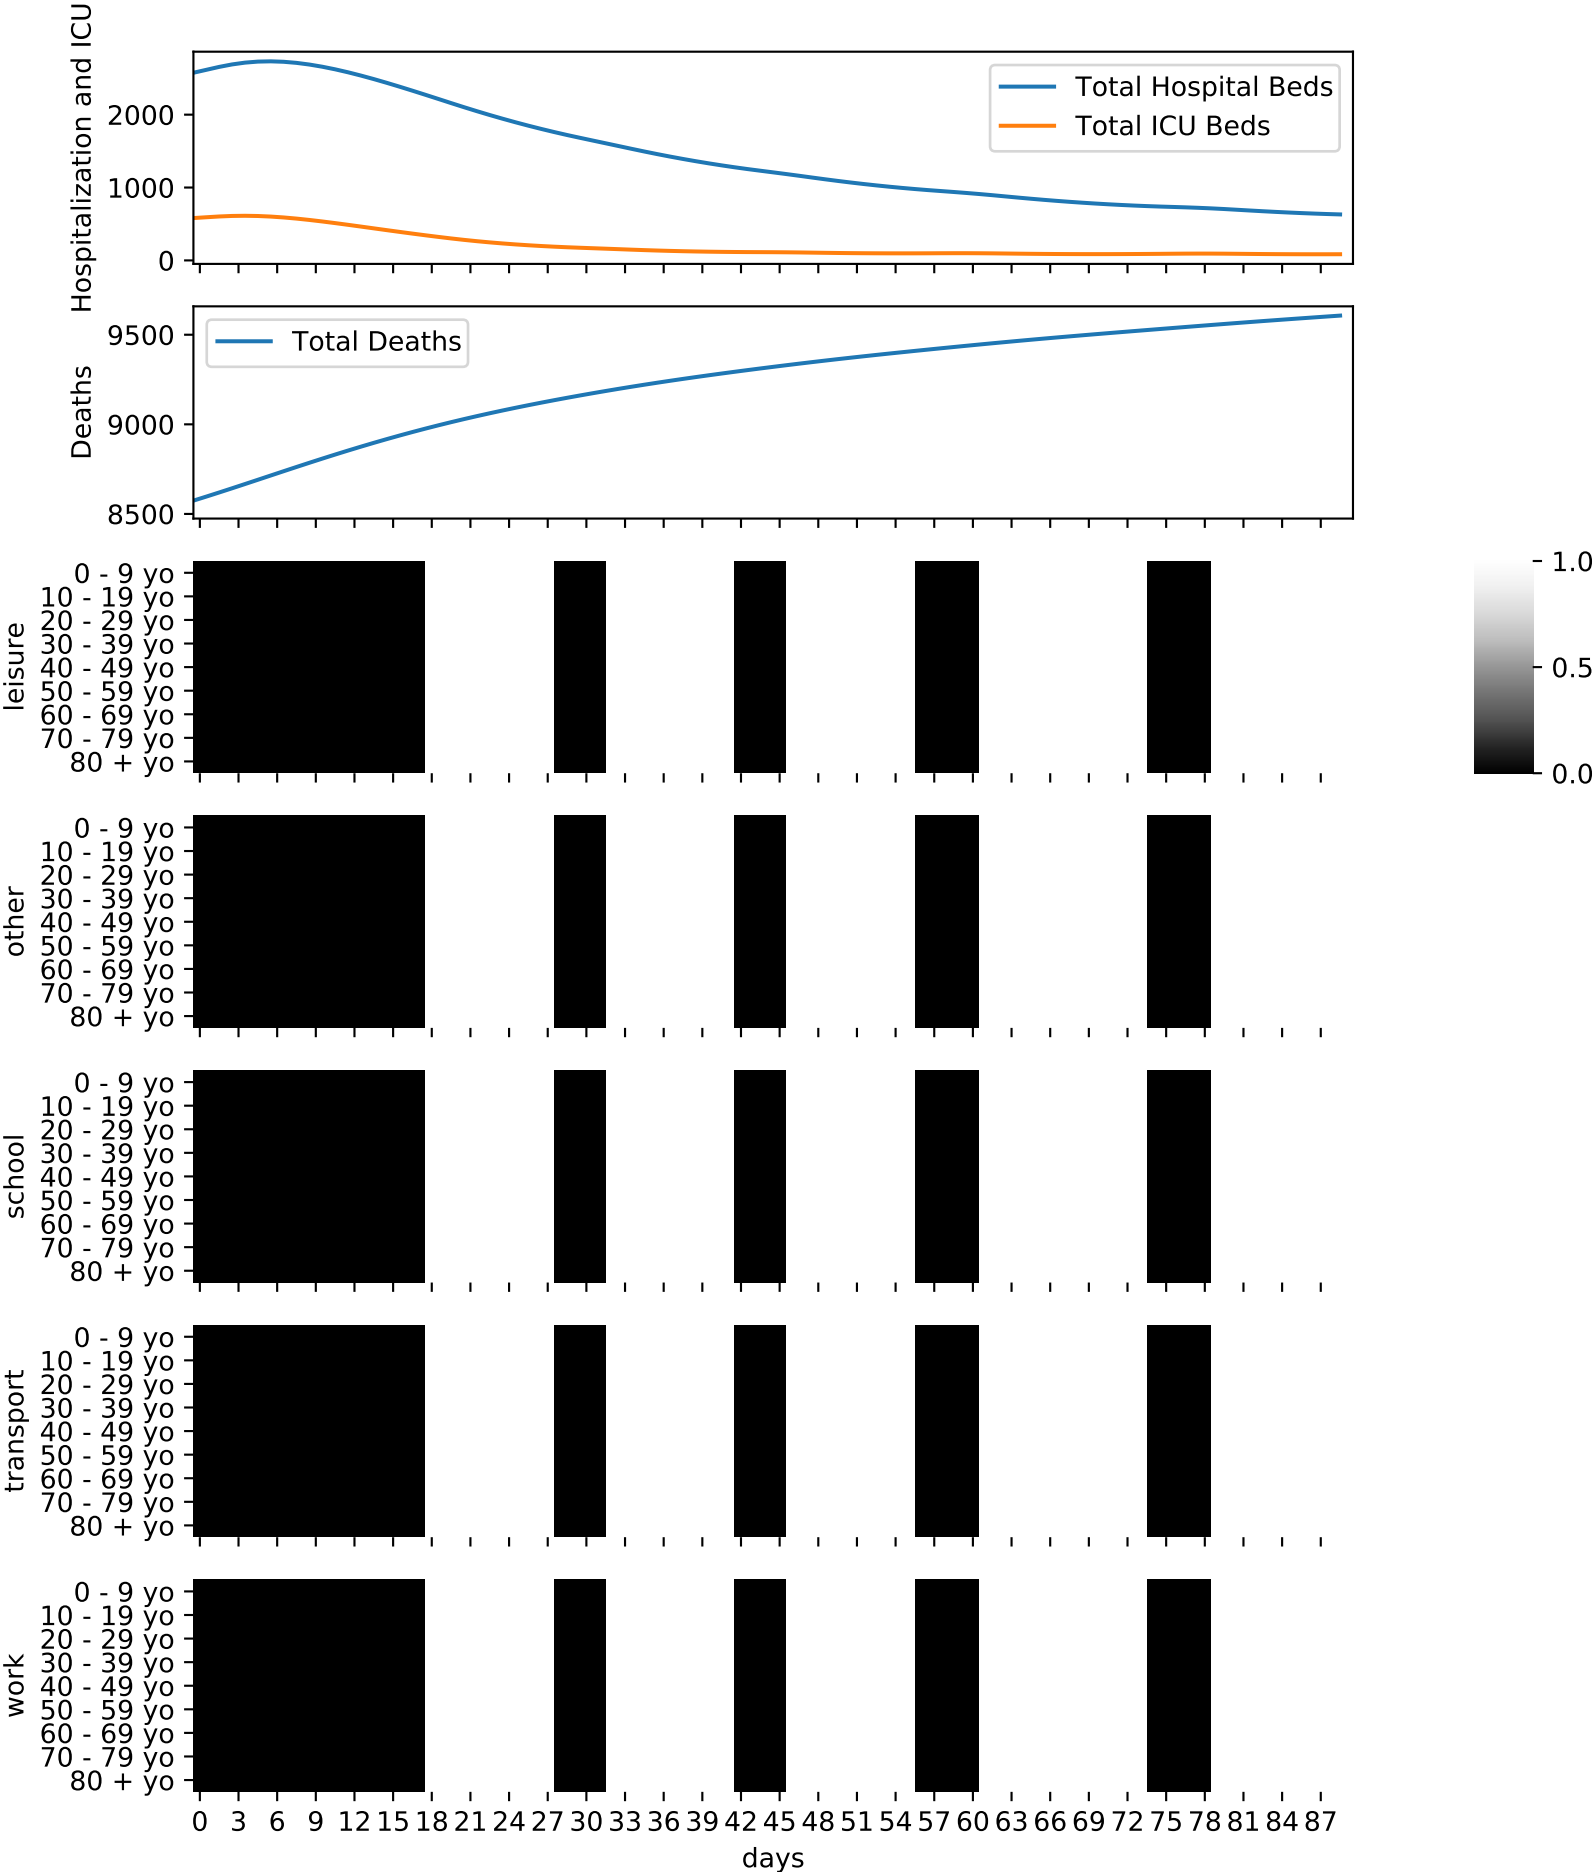 Hospitalization and ICU
2000
1000
0
Total Hospital Beds
Total ICU Beds
Deaths
9500
9000
8500
Total Deaths
leisure
0 - 9 yo
10 - 19 yo
20 - 29 yo
30 - 39 yo
40 - 49 yo
50 - 59 yo
60 - 69 yo
70 - 79 yo
80 + yo
1.0
0.5
0.0
other
0 - 9 yo
10 - 19 yo
20 - 29 yo
30 - 39 yo
40 - 49 yo
50 - 59 yo
60 - 69 yo
70 - 79 yo
80 + yo
school
0 - 9 yo
10 - 19 yo
20 - 29 yo
30 - 39 yo
40 - 49 yo
50 - 59 yo
60 - 69 yo
70 - 79 yo
80 + yo
transport
0 - 9 yo
10 - 19 yo
20 - 29 yo
30 - 39 yo
40 - 49 yo
50 - 59 yo
60 - 69 yo
70 - 79 yo
80 + yo
work
0 - 9 yo
10 - 19 yo
20 - 29 yo
30 - 39 yo
40 - 49 yo
50 - 59 yo
60 - 69 yo
70 - 79 yo
80 + yo
0 3 6 9 12 15 18 21 24 27 30 33 36 39 42 45 48 51 54 57 60 63 66 69 72 75 78 81 84 87
days